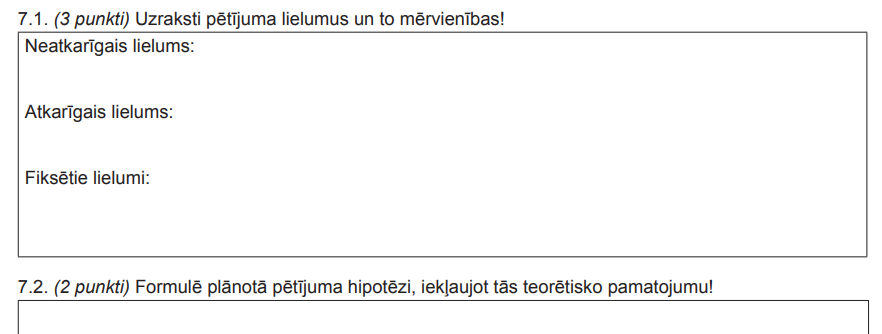 7.1. (3 punkti) Uzraksti pētījuma lielumus un to mērvienības!
Neatkarīgais lielums:
Atkarīgais lielums:
Fiksētie lielumi:
7.2. (2 punkti) Formulē plānotā pētījuma hipotēzi, iekļaujot tās teorētisko pamatojumu!